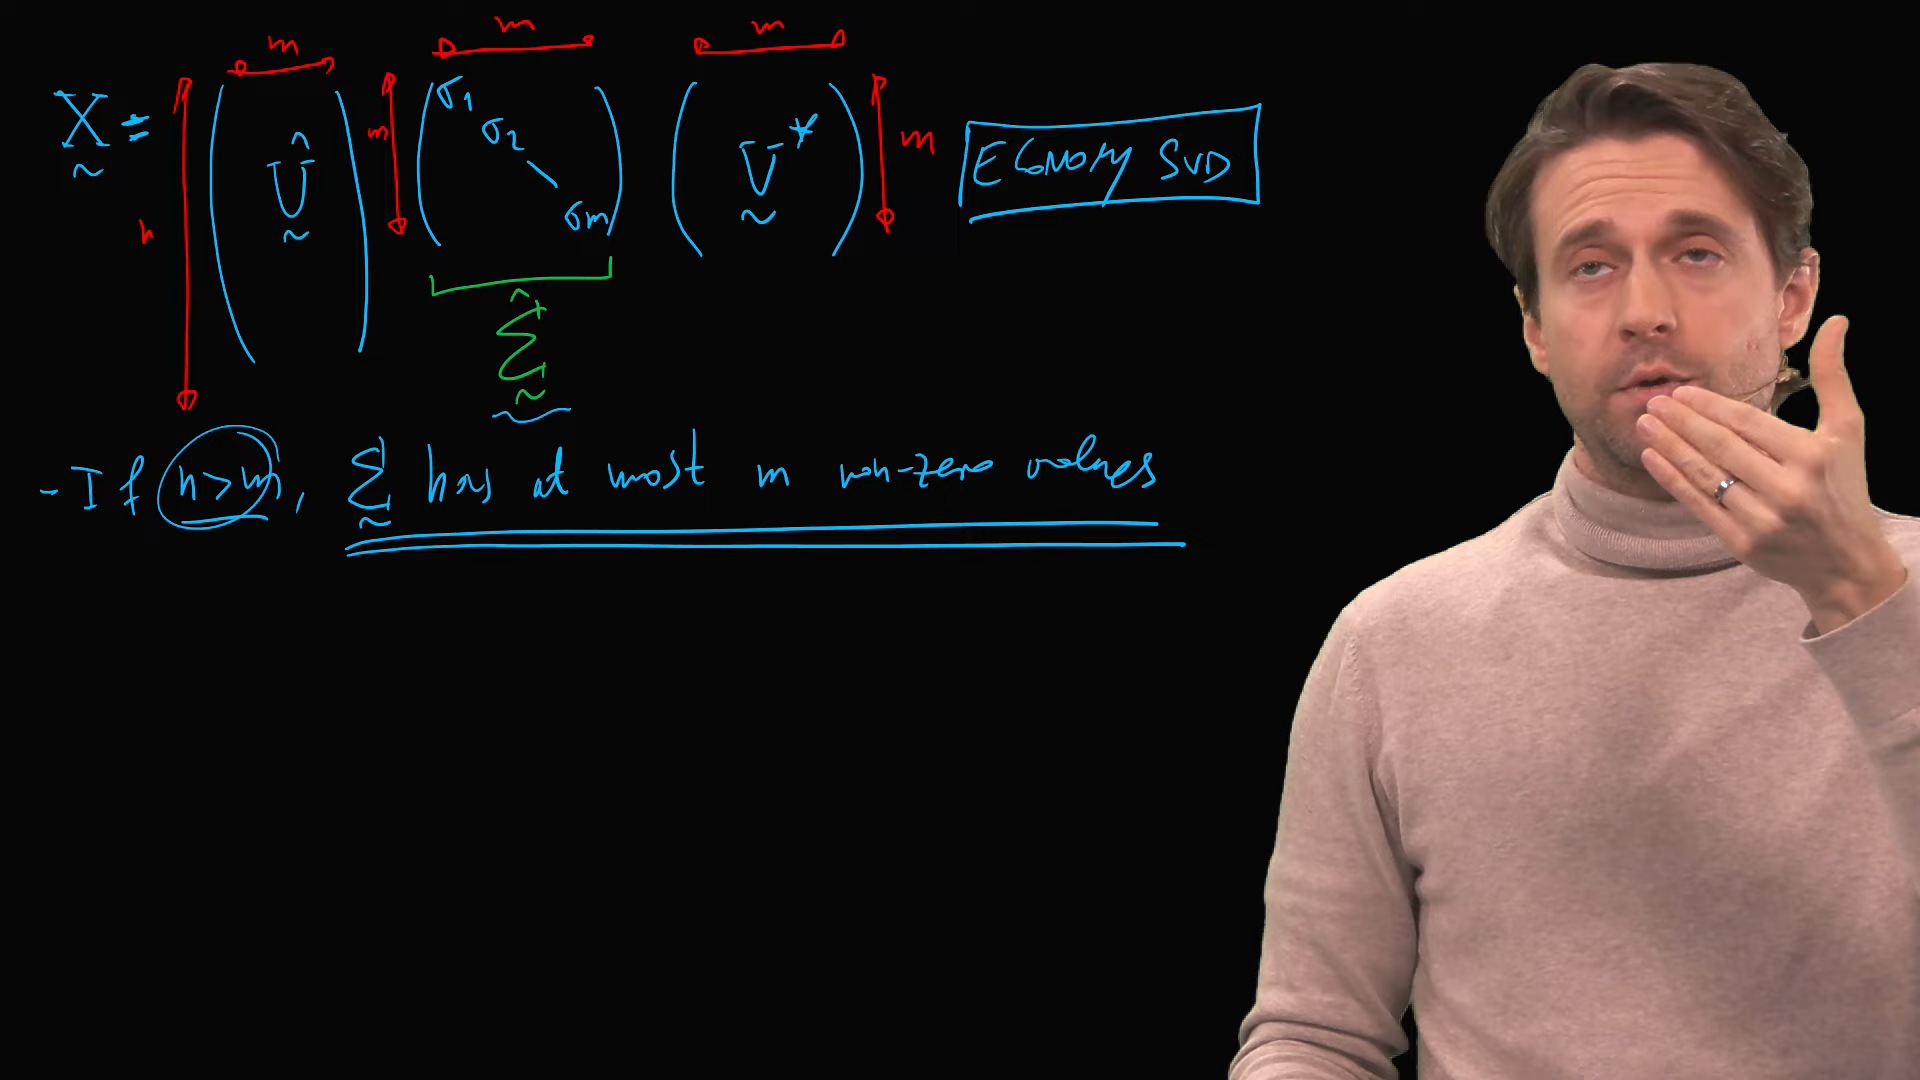 m m m
X = n ( Û ) m ( σ1 σ2 \ σm ) ( V* ) m ECONOMY SVD
Σ̂
- If n>m, Σ has at most m non-zero values